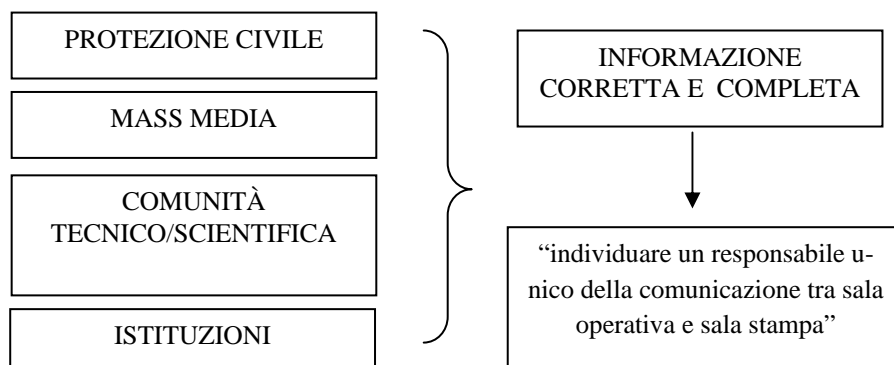 PROTEZIONE CIVILE
MASS MEDIA
COMUNITÀ
TECNICO/SCIENTIFICA
ISTITUZIONI
INFORMAZIONE
CORRETTA E COMPLETA
“individuare un responsabile u-
nico della comunicazione tra sala
operativa e sala stampa”